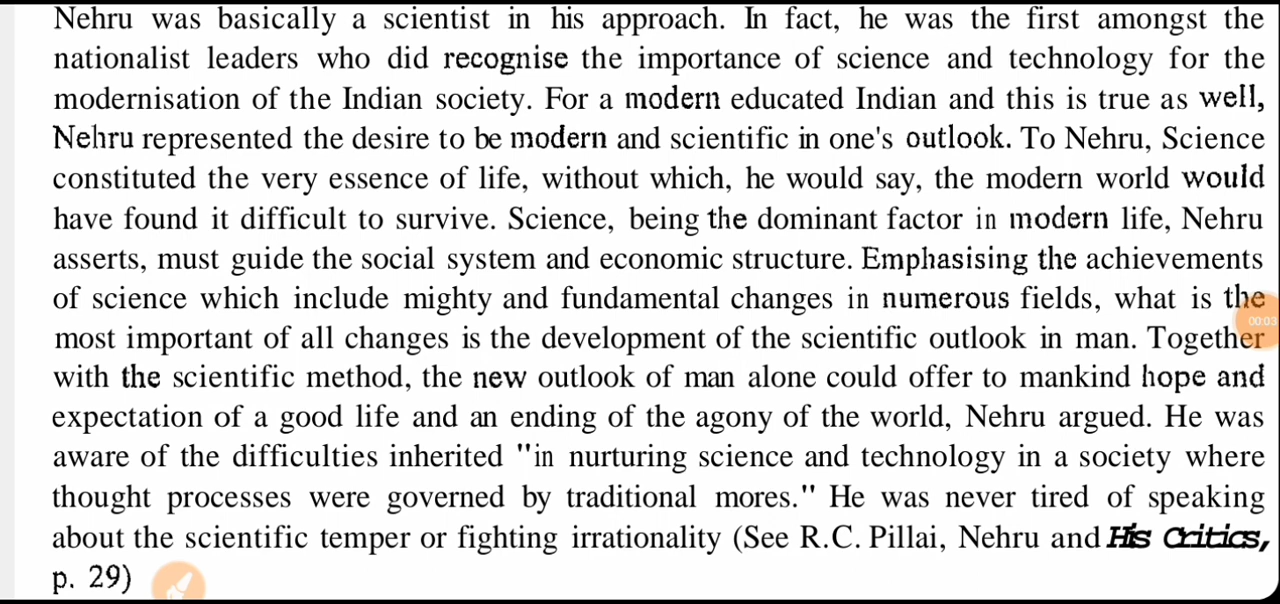 Nehru was basically a scientist in his approach. In fact, he was the first amongst the
nationalist leaders who did recognise the importance of science and technology for the
modernisation of the Indian society. For a modern educated Indian and this is true as well,
Nehru represented the desire to be modern and scientific in one's outlook. To Nehru, Science
constituted the very essence of life, without which, he would say, the modern world would
have found it difficult to survive. Science, being the dominant factor in modern life, Nehru
asserts, must guide the social system and economic structure. Emphasising the achievements
of science which include mighty and fundamental changes in numerous fields, what is the
most important of all changes is the development of the scientific outlook in man. Together
with the scientific method, the new outlook of man alone could offer to mankind hope and
expectation of a good life and an ending of the agony of the world, Nehru argued. He was
aware of the difficulties inherited "in nurturing science and technology in a society where
thought processes were governed by traditional mores." He was never tired of speaking
about the scientific temper or fighting irrationality (See R.C. Pillai, Nehru and His Critics,
p. 29)
00:03